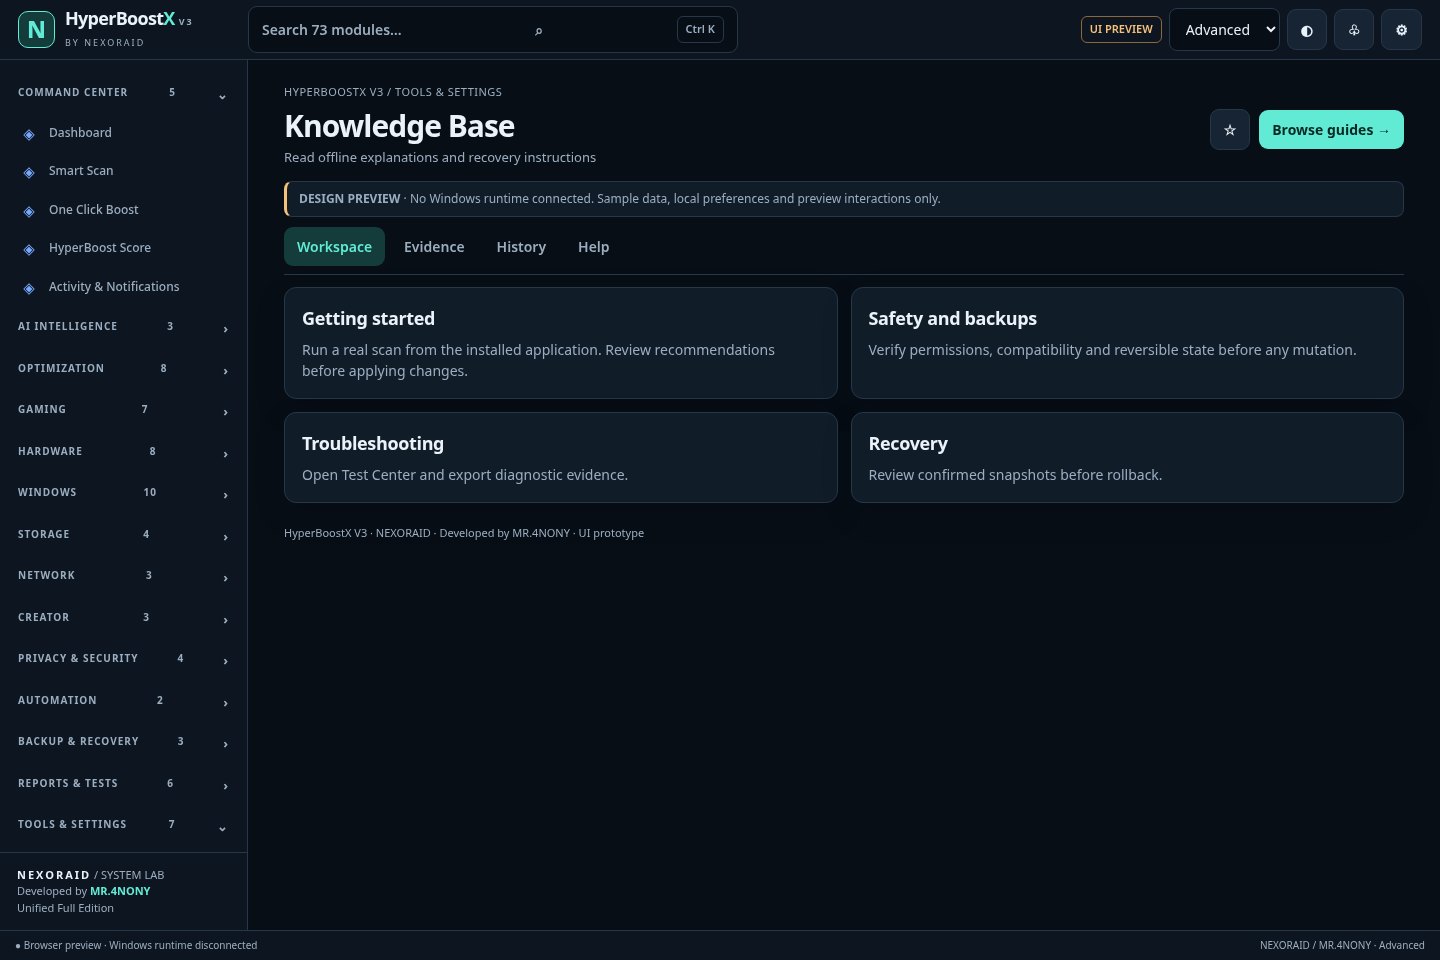 N
HyperBoostX V3
BY NEXORAID
Search 73 modules...
Ctrl K
UI PREVIEW
Advanced
COMMAND CENTER 5
Dashboard
Smart Scan
One Click Boost
HyperBoost Score
Activity & Notifications
AI INTELLIGENCE 3
OPTIMIZATION 8
GAMING 7
HARDWARE 8
WINDOWS 10
STORAGE 4
NETWORK 3
CREATOR 3
PRIVACY & SECURITY 4
AUTOMATION 2
BACKUP & RECOVERY 3
REPORTS & TESTS 6
TOOLS & SETTINGS 7
NEXORAID / SYSTEM LAB
Developed by MR.4NONY
Unified Full Edition
HYPERBOOSTX V3 / TOOLS & SETTINGS
Knowledge Base
Read offline explanations and recovery instructions
Browse guides →
DESIGN PREVIEW · No Windows runtime connected. Sample data, local preferences and preview interactions only.
Workspace Evidence History Help
Getting started
Run a real scan from the installed application. Review recommendations
before applying changes.
Safety and backups
Verify permissions, compatibility and reversible state before any mutation.
Troubleshooting
Open Test Center and export diagnostic evidence.
Recovery
Review confirmed snapshots before rollback.
HyperBoostX V3 · NEXORAID · Developed by MR.4NONY · UI prototype
● Browser preview · Windows runtime disconnected
NEXORAID / MR.4NONY · Advanced